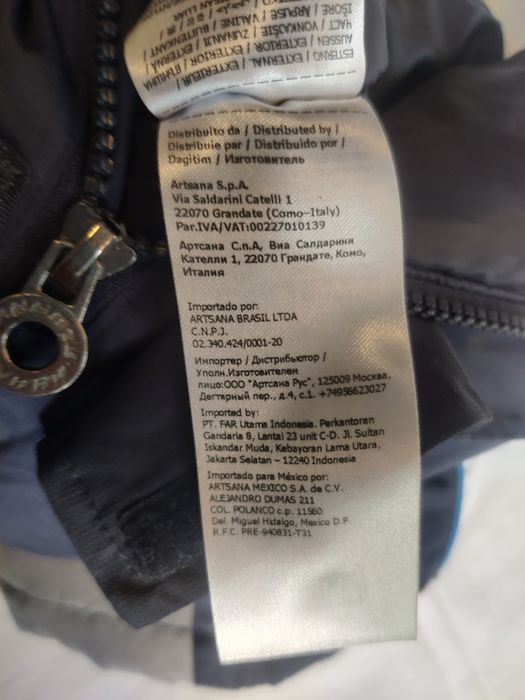 ESTERNO / EXTERNAL / EXTERIEUR /
AUSSEN / EXTERIOR / EXTERIOR /
Distribuito da / Distributed by /
Distribuie par / Distribuido por /
Dagitim / Изготовитель
Artsana S.p.A.
Via Saldarini Catelli 1
22070 Grandate (Como-Italy)
Par.IVA/VAT:00227010139
Артсана С.п.А, Виа Салдарини
Кателли 1, 22070 Грандате, Комо,
Италия
Importado por:
ARTSANA BRASIL LTDA
C.N.P.J.
02.340.424/0001-20
Импортер / Дистрибьютор /
Уполн.Изготовителем
лицо:ООО "Артсана Рус", 125009 Москва,
Дегтярный пер., д.4, с.1. +74956623027
Imported by:
PT. FAR Utama Indonesia. Perkantoran
Gandaria 8, Lantai 23 unit C-D. Jl. Sultan
Iskandar Muda, Kebayoran Lama Utara,
Jakarta Selatan - 12240 Indonesia
Importado para México por:
ARTSANA MEXICO S.A. de C.V.
ALEJANDRO DUMAS 211
COL. POLANCO c.p. 11560
Del. Miguel Hidalgo, Mexico D.F.
R.F.C. PRE-940831-T31